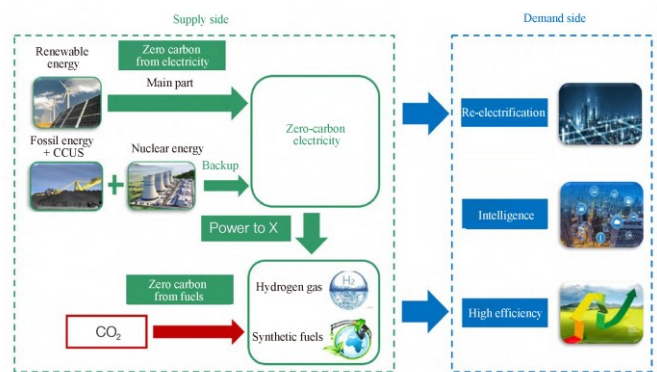 Supply side
Demand side
Renewable
energy
Zero carbon
from electricity
Main part
Fossil energy
+ CCUS
Nuclear energy
Backup
Zero-carbon
electricity
Re-electrification
Power to X
Intelligence
Zero carbon
from fuels
Hydrogen gas
H2
CO₂
Synthetic fuels
High efficiency